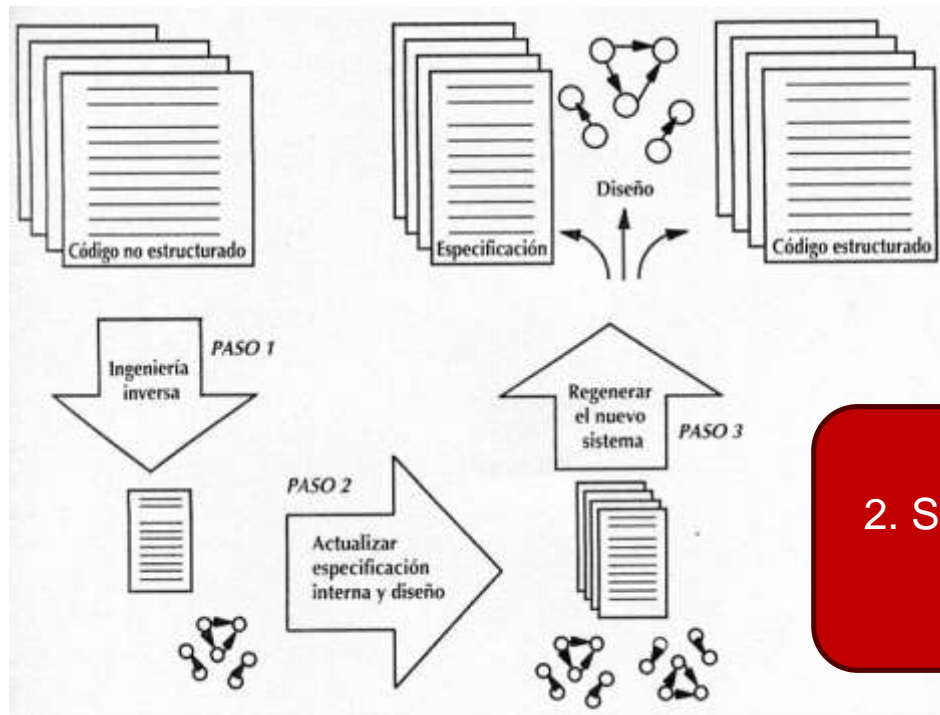 Código no estructurado
Especificación
Diseño
Código estructurado
Ingeniería
inversa
PASO 1
PASO 2
Actualizar
especificación
interna y diseño
Regenerar
el nuevo
sistema
PASO 3
2. S